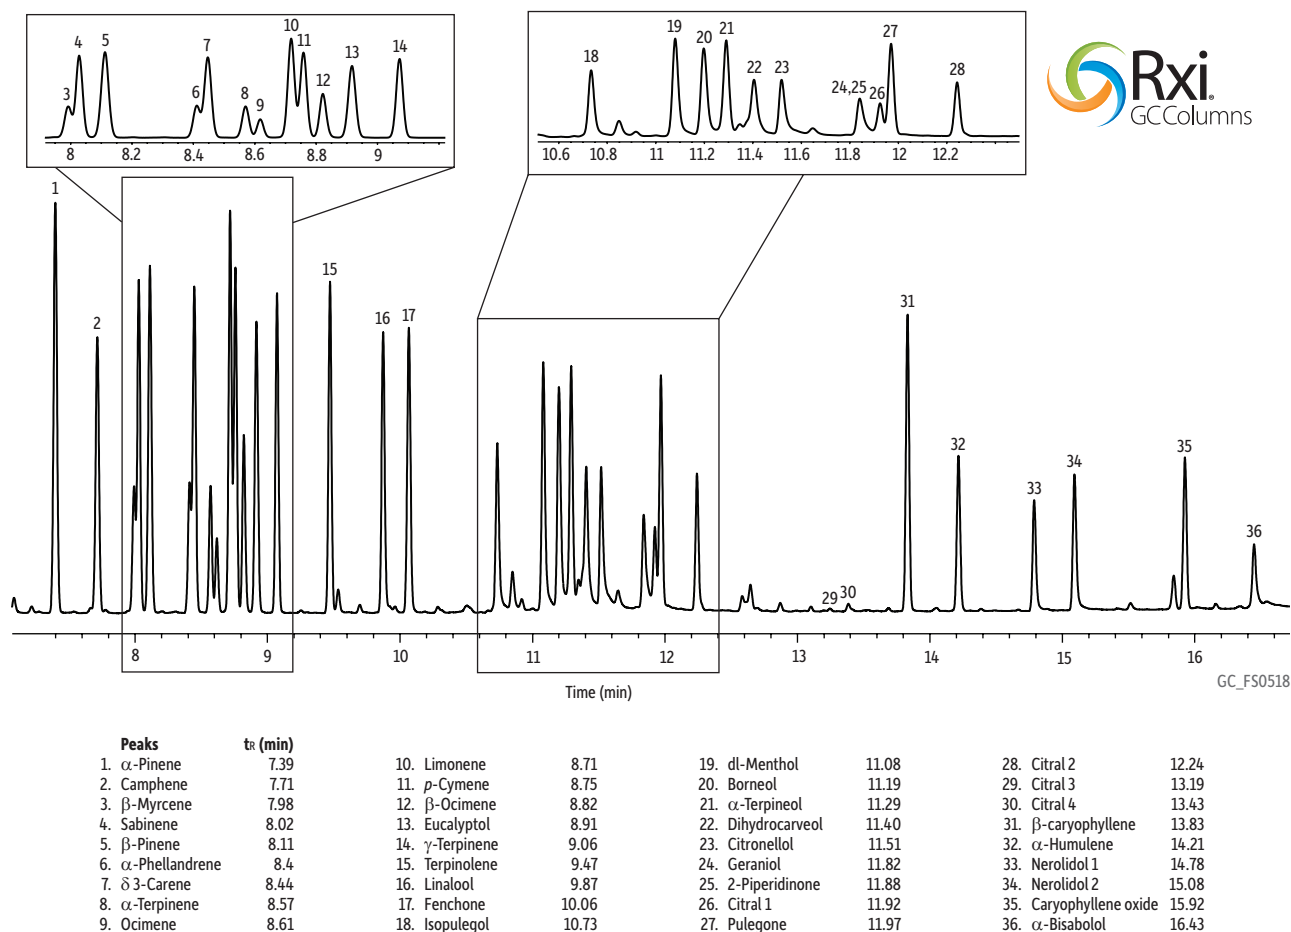 10
4 5 7 11 14
13
6 12
3 8
9
8 8.2 8.4 8.6 8.8 9
19 21 27
20
18 22 23 28
24,25 26
10.6 10.8 11 11.2 11.4 11.6 11.8 12 12.2
Rxi®
GC Columns
1
15
2 16 17
31
32 34 35
33
36
29 30
8 9 10 11 12 13 14 15 16
Time (min)
GC_FS0518
Peaks tR (min)
1. α-Pinene 7.39
2. Camphene 7.71
3. β-Myrcene 7.98
4. Sabinene 8.02
5. β-Pinene 8.11
6. α-Phellandrene 8.4
7. δ 3-Carene 8.44
8. α-Terpinene 8.57
9. Ocimene 8.61
10. Limonene 8.71
11. p-Cymene 8.75
12. β-Ocimene 8.82
13. Eucalyptol 8.91
14. γ-Terpinene 9.06
15. Terpinolene 9.47
16. Linalool 9.87
17. Fenchone 10.06
18. Isopulegol 10.73
19. dl-Menthol 11.08
20. Borneol 11.19
21. α-Terpineol 11.29
22. Dihydrocarveol 11.40
23. Citronellol 11.51
24. Geraniol 11.82
25. 2-Piperidinone 11.88
26. Citral 1 11.92
27. Pulegone 11.97
28. Citral 2 12.24
29. Citral 3 13.19
30. Citral 4 13.43
31. β-caryophyllene 13.83
32. α-Humulene 14.21
33. Nerolidol 1 14.78
34. Nerolidol 2 15.08
35. Caryophyllene oxide 15.92
36. α-Bisabolol 16.43